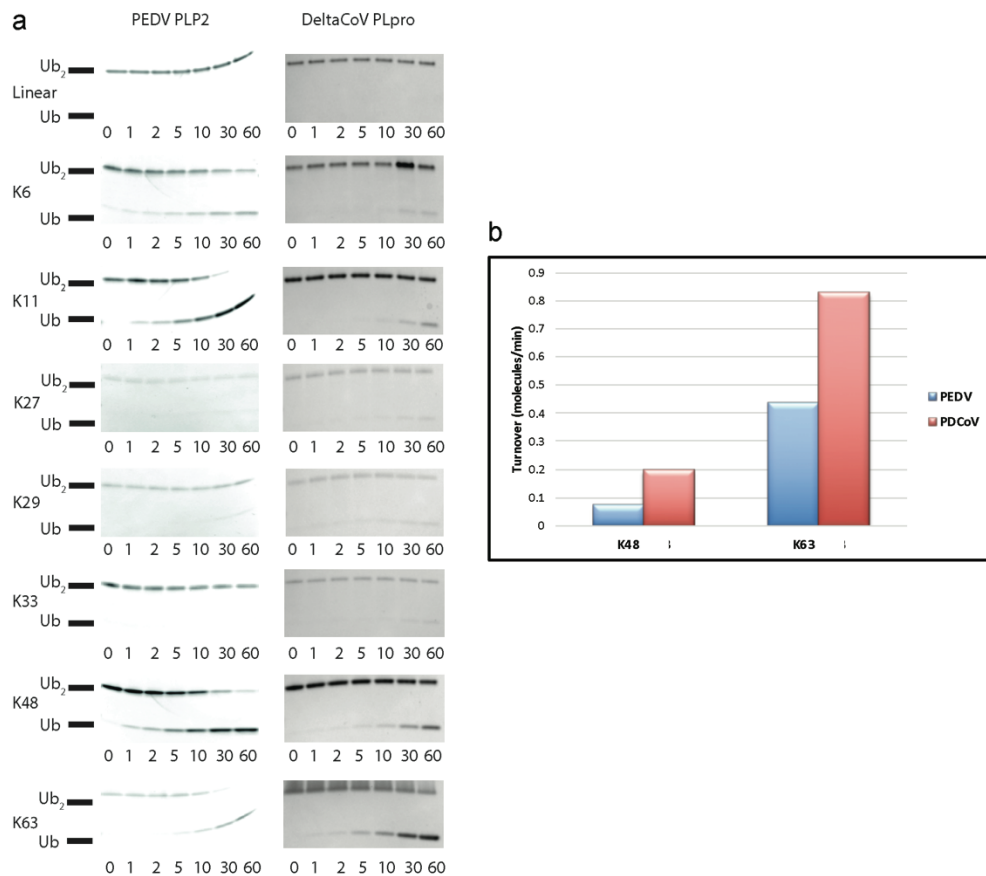 a
PEDV PLP2 DeltaCoV PLpro
Ub2
Linear
Ub
0 1 2 5 10 30 60 0 1 2 5 10 30 60
Ub2
K6
Ub
0 1 2 5 10 30 60 0 1 2 5 10 30 60
Ub2
K11
Ub
0 1 2 5 10 30 60 0 1 2 5 10 30 60
Ub2
K27
Ub
0 1 2 5 10 30 60 0 1 2 5 10 30 60
Ub2
K29
Ub
0 1 2 5 10 30 60 0 1 2 5 10 30 60
Ub2
K33
Ub
0 1 2 5 10 30 60 0 1 2 5 10 30 60
Ub2
K48
Ub
0 1 2 5 10 30 60 0 1 2 5 10 30 60
Ub2
K63
Ub
0 1 2 5 10 30 60 0 1 2 5 10 30 60
b
Turnover (molecules/min)
0.9
0.8
0.7
0.6
0.5
0.4
0.3
0.2
0.1
0
K48 K63
PEDV
PDCoV